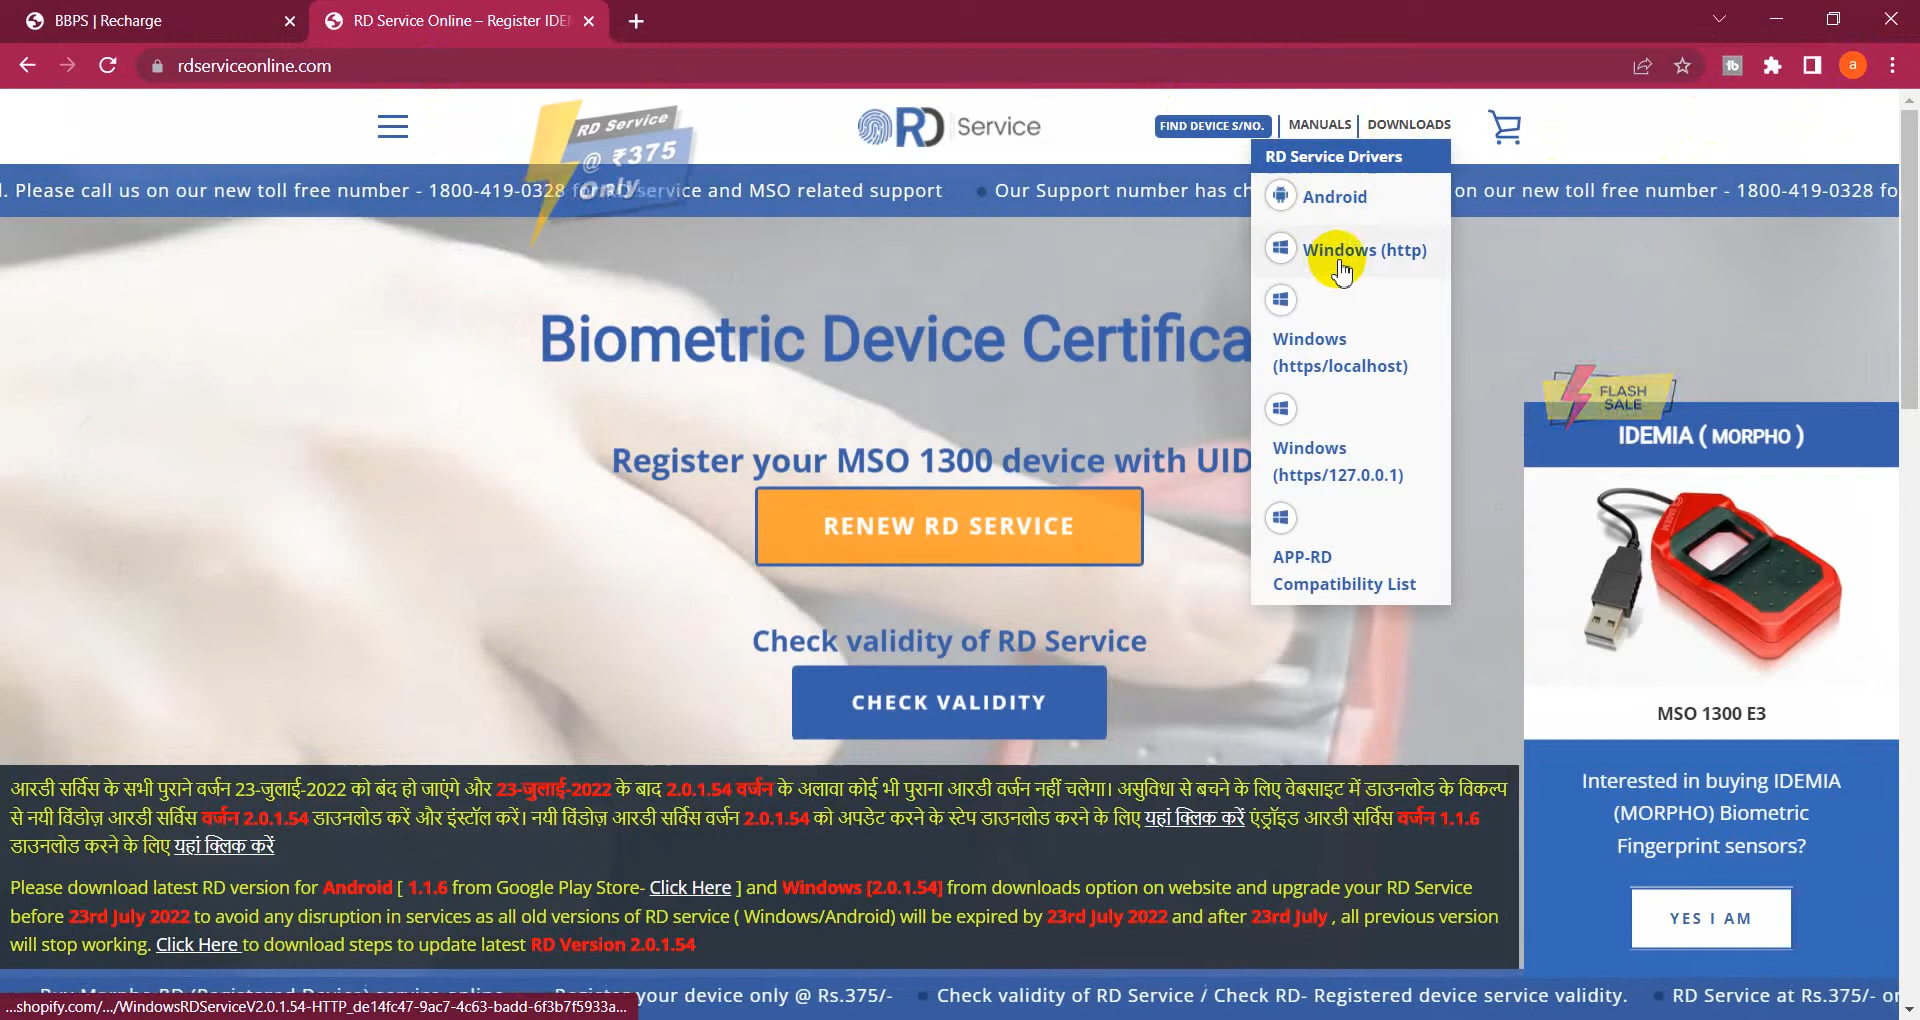 BBPS | Recharge
RD Service Online – Register IDE
rdserviceonline.com
a
RD Service
@ ₹375
Only
RD Service
FIND DEVICE S/NO.
MANUALS
DOWNLOADS
. Please call us on our new toll free number - 1800-419-0328 for RD service and MSO related support
Our Support number has ch
on our new toll free number - 1800-419-0328 fo
RD Service Drivers
Android
Windows (http)
Windows
(https/localhost)
Windows
(https/127.0.0.1)
APP-RD
Compatibility List
Biometric Device Certifica
Register your MSO 1300 device with UID
RENEW RD SERVICE
Check validity of RD Service
CHECK VALIDITY
FLASH
SALE
IDEMIA ( MORPHO )
MSO 1300 E3
Interested in buying IDEMIA
(MORPHO) Biometric
Fingerprint sensors?
YES I AM
आरडी सर्विस के सभी पुराने वर्जन 23-जुलाई-2022 को बंद हो जाएंगे और 23-जुलाई-2022 के बाद 2.0.1.54 वर्जन के अलावा कोई भी पुराना आरडी वर्जन नहीं चलेगा। असुविधा से बचने के लिए वेबसाइट में डाउनलोड के विकल्प
से नयी विंडोज़ आरडी सर्विस वर्जन 2.0.1.54 डाउनलोड करें और इंस्टॉल करें। नयी विंडोज़ आरडी सर्विस वर्जन 2.0.1.54 को अपडेट करने के स्टेप डाउनलोड करने के लिए यहां क्लिक करें एंड्रॉइड आरडी सर्विस वर्जन 1.1.6
डाउनलोड करने के लिए यहां क्लिक करें
Please download latest RD version for Android [ 1.1.6 from Google Play Store- Click Here ] and Windows [2.0.1.54] from downloads option on website and upgrade your RD Service
before 23rd July 2022 to avoid any disruption in services as all old versions of RD service ( Windows/Android) will be expired by 23rd July 2022 and after 23rd July , all previous version
will stop working. Click Here to download steps to update latest RD Version 2.0.1.54
your device only @ Rs.375/-
Check validity of RD Service / Check RD- Registered device service validity.
RD Service at Rs.375/- or
...shopify.com/.../WindowsRDServiceV2.0.1.54-HTTP_de14fc47-9ac7-4c63-badd-6f3b7f5933a...